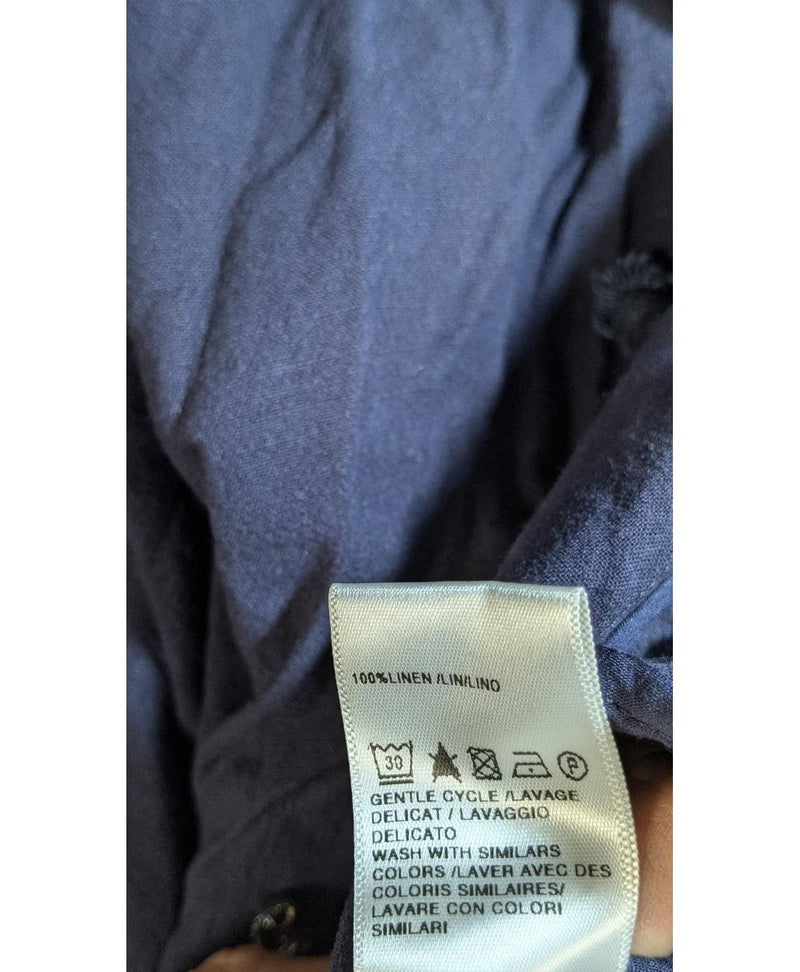 100%LINEN /LIN/LINO
30 P
GENTLE CYCLE /LAVAGE
DELICAT / LAVAGGIO
DELICATO
WASH WITH SIMILARS
COLORS /LAVER AVEC DES
COLORIS SIMILAIRES/
LAVARE CON COLORI
SIMILARI